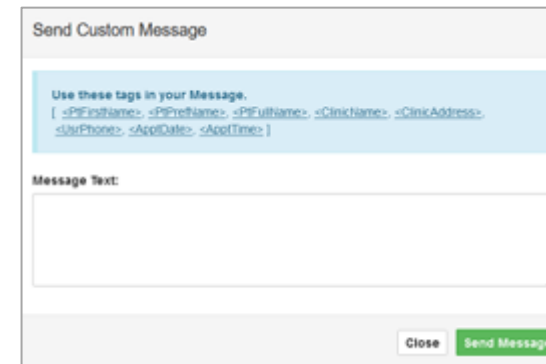 Send Custom Message
Use these tags in your Message.
[ <PtFirstName>, <PtPrefName>, <PtFullName>, <ClinicName>, <ClinicAddress>,
<UsrPhone>, <ApptDate>, <ApptTime> ]
Message Text:
Close Send Message